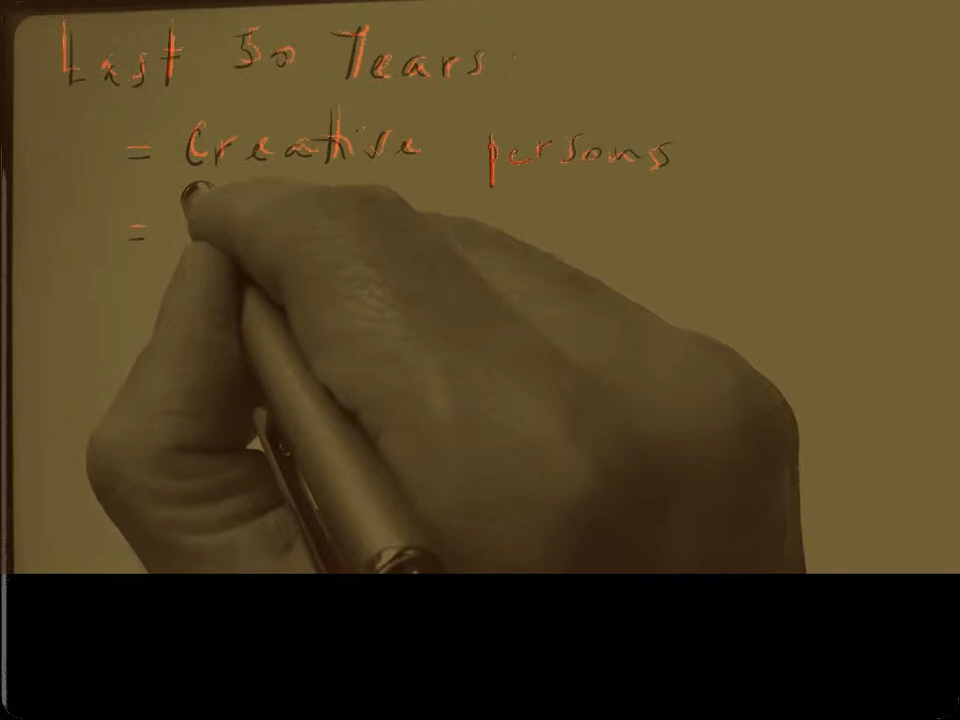 Last 50 Years:
= Creative persons
=